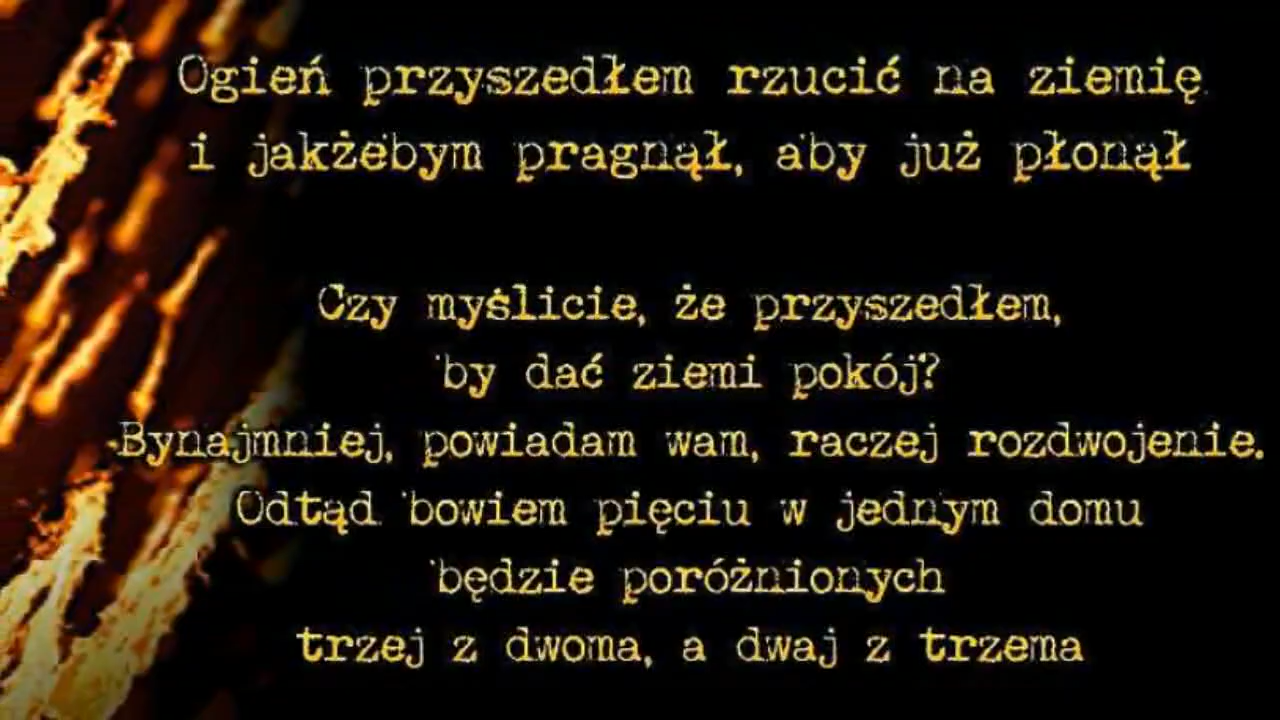 Ogień przyszedłem rzucić na ziemię
i jakżebym pragnął, aby już płonął
Czy myślicie, że przyszedłem,
by dać ziemi pokój?
Bynajmniej, powiadam wam, raczej rozdwojenie.
Odtąd bowiem pięciu w jednym domu
będzie poróżnionych
trzej z dwoma, a dwaj z trzema